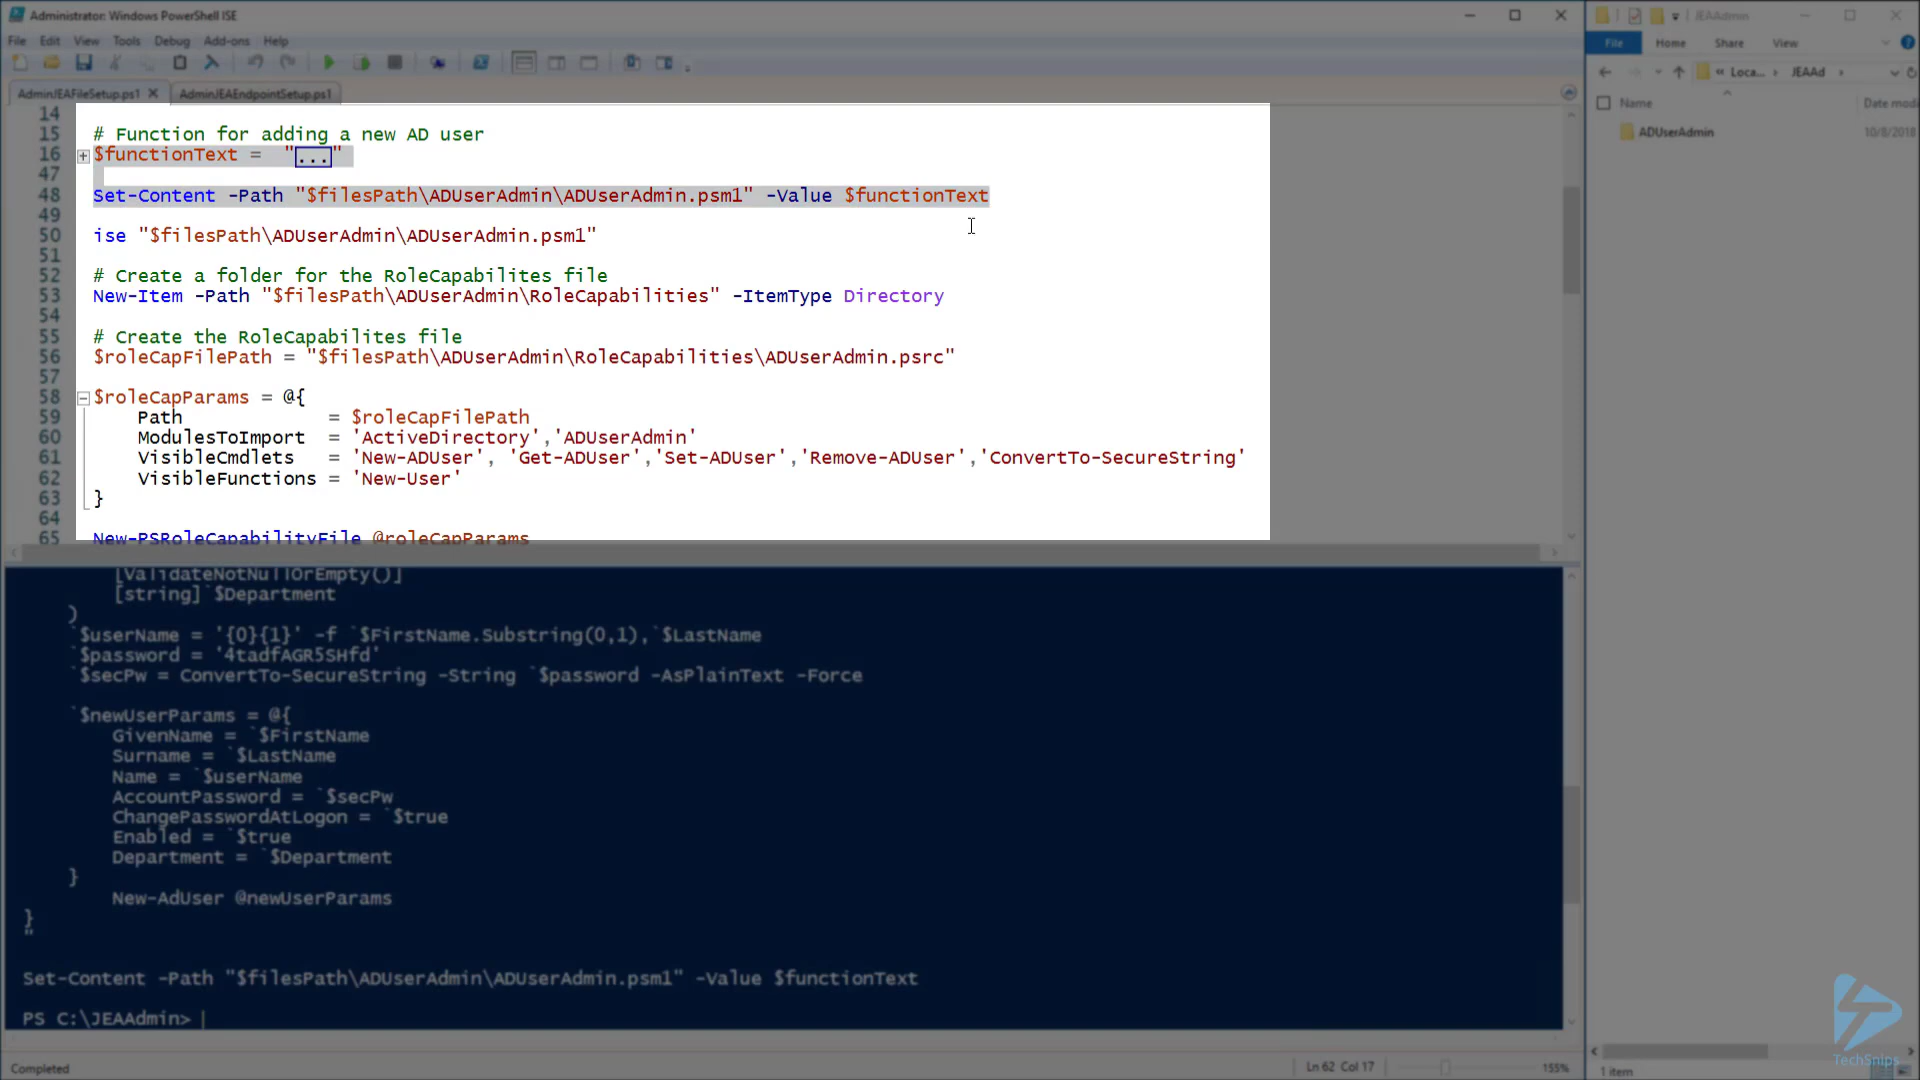 Administrator: Windows PowerShell ISE
File Edit View Tools Debug Add-ons Help
AdminJEAFileSetup.ps1 AdminJEAEndpointSetup.ps1
14
15 # Function for adding a new AD user
16 $functionText = "..."
47
48 Set-Content -Path "$filesPath\ADUserAdmin\ADUserAdmin.psm1" -Value $functionText
49
50 ise "$filesPath\ADUserAdmin\ADUserAdmin.psm1"
51
52 # Create a folder for the RoleCapabilites file
53 New-Item -Path "$filesPath\ADUserAdmin\RoleCapabilities" -ItemType Directory
54
55 # Create the RoleCapabilites file
56 $roleCapFilePath = "$filesPath\ADUserAdmin\RoleCapabilities\ADUserAdmin.psrc"
57
58 $roleCapParams = @{
59 Path = $roleCapFilePath
60 ModulesToImport = 'ActiveDirectory','ADUserAdmin'
61 VisibleCmdlets = 'New-ADUser', 'Get-ADUser','Set-ADUser','Remove-ADUser','ConvertTo-SecureString'
62 VisibleFunctions = 'New-User'
63 }
64
65 New-PSRoleCapabilityFile @roleCapParams
[ValidateNotNullOrEmpty()]
[string]`$Department
)
`$userName = '{0}{1}' -f `$FirstName.Substring(0,1),`$LastName
`$password = '4tadfAGR5SHfd'
`$secPw = ConvertTo-SecureString -String `$password -AsPlainText -Force
`$newUserParams = @{
GivenName = `$FirstName
Surname = `$LastName
Name = `$userName
AccountPassword = `$secPw
ChangePasswordAtLogon = `$true
Enabled = `$true
Department = `$Department
}
New-AdUser @newUserParams
}
"
Set-Content -Path "$filesPath\ADUserAdmin\ADUserAdmin.psm1" -Value $functionText
PS C:\JEAAdmin>
Completed Ln 62 Col 17 155%
JEAAdmin
File Home Share View
« Loca... › JEAAd ›
Name Date modi
ADUserAdmin 10/8/2018
1 item
TechSnips